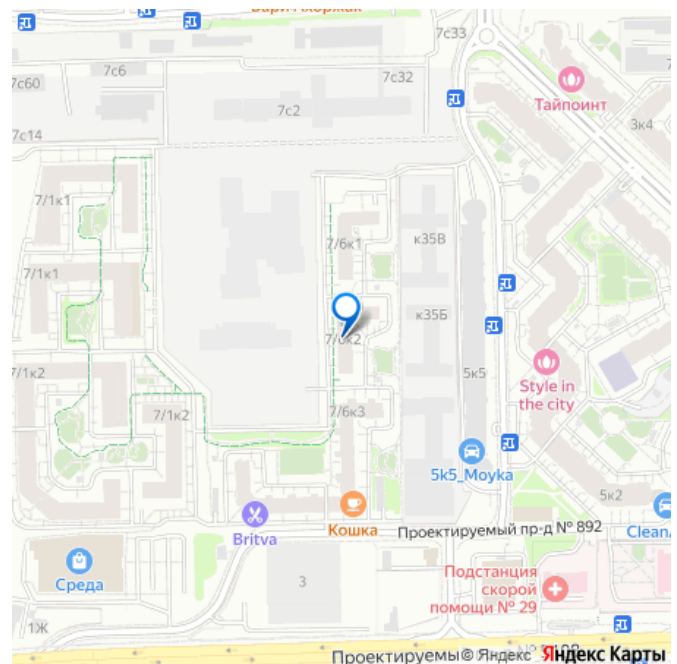 7с33
7с6
7с60
7с32
7с2
7с14
Тайпоинт
3к4
7/1к1
7/6к1
к35В
7/1к1
к35Б
7/6к2
5к5
Style in
the city
7/1к2
7/1к2
7/6к3
5k5_Moyka
5к2
Britva
Кошка
Проектируемый пр-д № 892
Среда
3
Подстанция
скорой
помощи № 29
1Ж
© Яндекс Яндекс Карты